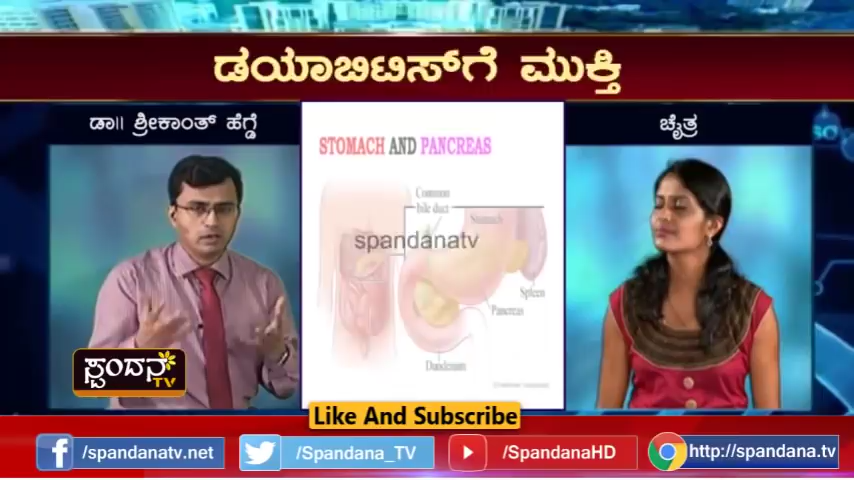 ಡಯಾಬಿಟಿಸ್‌ಗೆ ಮುಕ್ತಿ
ಡಾ॥ ಶ್ರೀಕಾಂತ್ ಹೆಗ್ಡೆ
ಚೈತ್ರ
STOMACH AND PANCREAS
Common
bile duct
Stomach
spandanatv
Spleen
Pancreas
Duodenum
ಸ್ಪಂದನ
TV
Like And Subscribe
/spandanatv.net
/Spandana_TV
/SpandanaHD
http://spandana.tv